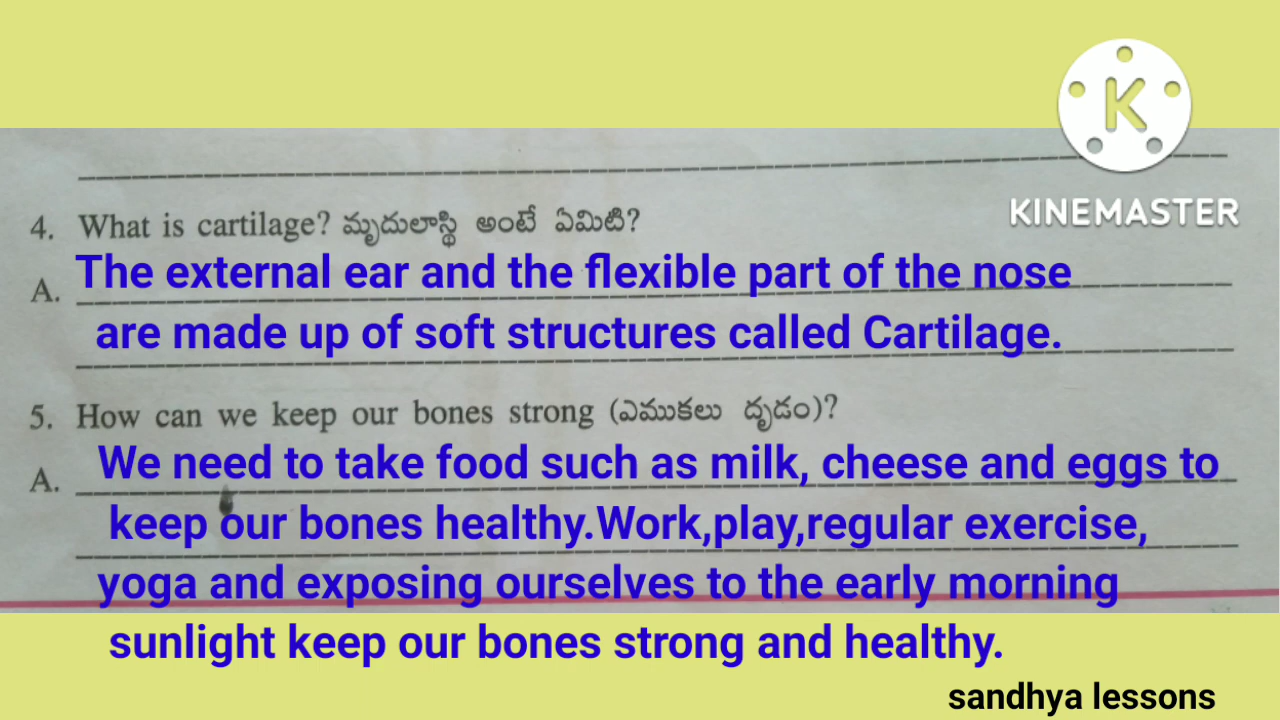 K
KINEMASTER
4. What is cartilage? మృదులాస్థి అంటే ఏమిటి?
A. The external ear and the flexible part of the nose
are made up of soft structures called Cartilage.
5. How can we keep our bones strong (ఎముకలు దృడం)?
A. We need to take food such as milk, cheese and eggs to
keep our bones healthy.Work,play,regular exercise,
yoga and exposing ourselves to the early morning
sunlight keep our bones strong and healthy.
sandhya lessons